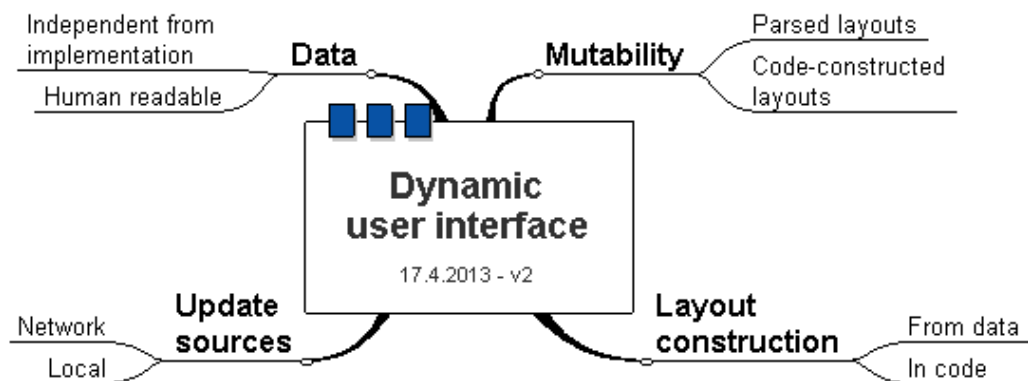 Independent from
implementation
Human readable
Data
Mutability
Parsed layouts
Code-constructed
layouts
Dynamic
user interface
17.4.2013 - v2
Network
Local
Update
sources
Layout
construction
From data
In code